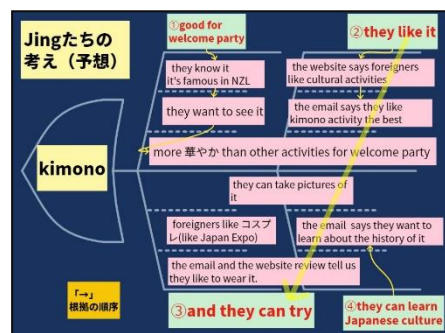 Jingたちの
考え（予想）
①good for
welcome party
②they like it
they know it
it's famous in NZL
the website says foreigners
like cultural activities
they want to see it
the email says they like
kimono activity the best
more 華やか than other activities for welcome party
kimono
they can take pictures of
it
foreigners like コスプ
レ(like Japan Expo)
the email says they want to
learn about the history of it
the email and the website review tell us
they like to wear it.
「→」
根拠の順序
③and they can try
④they can learn
Japanese culture